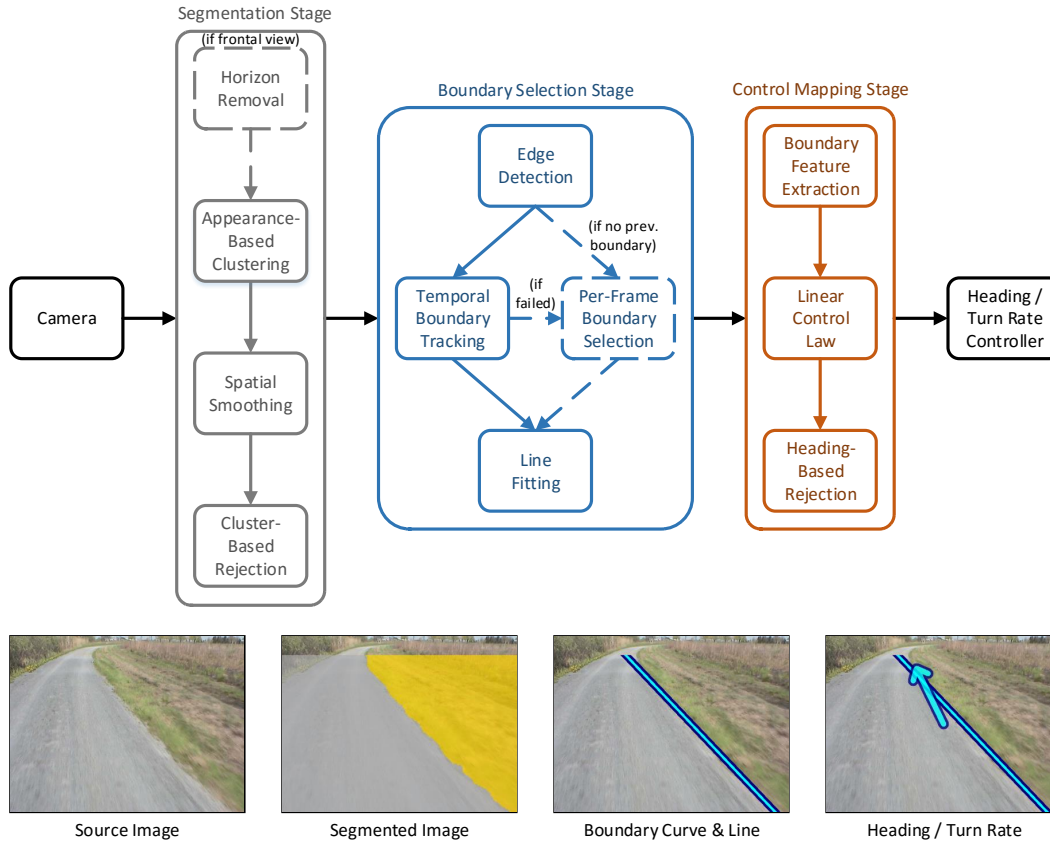 Segmentation Stage
(if frontal view)
Horizon
Removal
Appearance-
Based
Clustering
Spatial
Smoothing
Cluster-
Based
Rejection
Camera
Boundary Selection Stage
Edge
Detection
(if no prev.
boundary)
Temporal
Boundary
Tracking
(if
failed)
Per-Frame
Boundary
Selection
Line
Fitting
Control Mapping Stage
Boundary
Feature
Extraction
Linear
Control
Law
Heading-
Based
Rejection
Heading /
Turn Rate
Controller
Source Image
Segmented Image
Boundary Curve & Line
Heading / Turn Rate